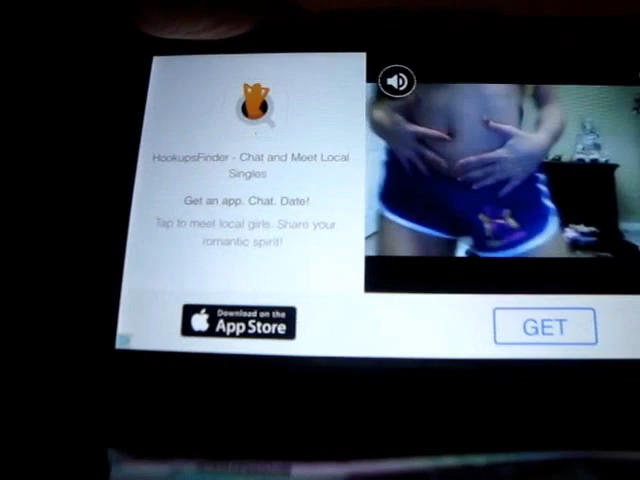 HookupsFinder - Chat and Meet Local
Singles
Get an app. Chat. Date!
Tap to meet local girls. Share your
romantic spirit!
Download on the
App Store
GET